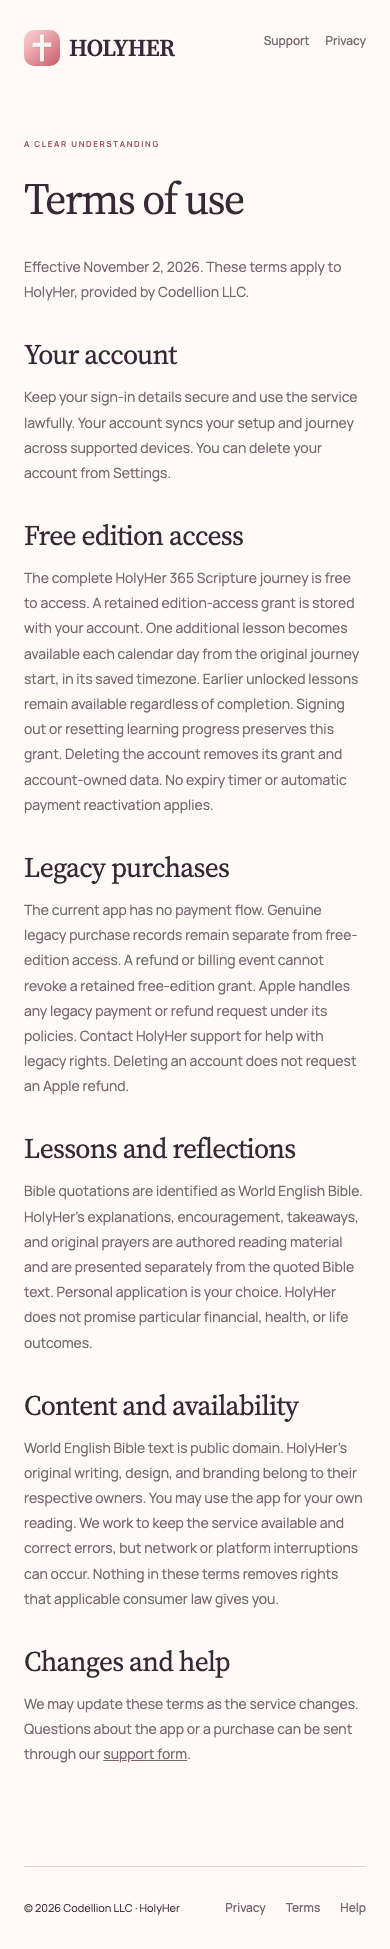 HOLYHER
Support Privacy
A CLEAR UNDERSTANDING
Terms of use
Effective November 2, 2026. These terms apply to
HolyHer, provided by Codellion LLC.
Your account
Keep your sign-in details secure and use the service
lawfully. Your account syncs your setup and journey
across supported devices. You can delete your
account from Settings.
Free edition access
The complete HolyHer 365 Scripture journey is free
to access. A retained edition-access grant is stored
with your account. One additional lesson becomes
available each calendar day from the original journey
start, in its saved timezone. Earlier unlocked lessons
remain available regardless of completion. Signing
out or resetting learning progress preserves this
grant. Deleting the account removes its grant and
account-owned data. No expiry timer or automatic
payment reactivation applies.
Legacy purchases
The current app has no payment flow. Genuine
legacy purchase records remain separate from free-
edition access. A refund or billing event cannot
revoke a retained free-edition grant. Apple handles
any legacy payment or refund request under its
policies. Contact HolyHer support for help with
legacy rights. Deleting an account does not request
an Apple refund.
Lessons and reflections
Bible quotations are identified as World English Bible.
HolyHer's explanations, encouragement, takeaways,
and original prayers are authored reading material
and are presented separately from the quoted Bible
text. Personal application is your choice. HolyHer
does not promise particular financial, health, or life
outcomes.
Content and availability
World English Bible text is public domain. HolyHer's
original writing, design, and branding belong to their
respective owners. You may use the app for your own
reading. We work to keep the service available and
correct errors, but network or platform interruptions
can occur. Nothing in these terms removes rights
that applicable consumer law gives you.
Changes and help
We may update these terms as the service changes.
Questions about the app or a purchase can be sent
through our support form.
© 2026 Codellion LLC · HolyHer
Privacy Terms Help